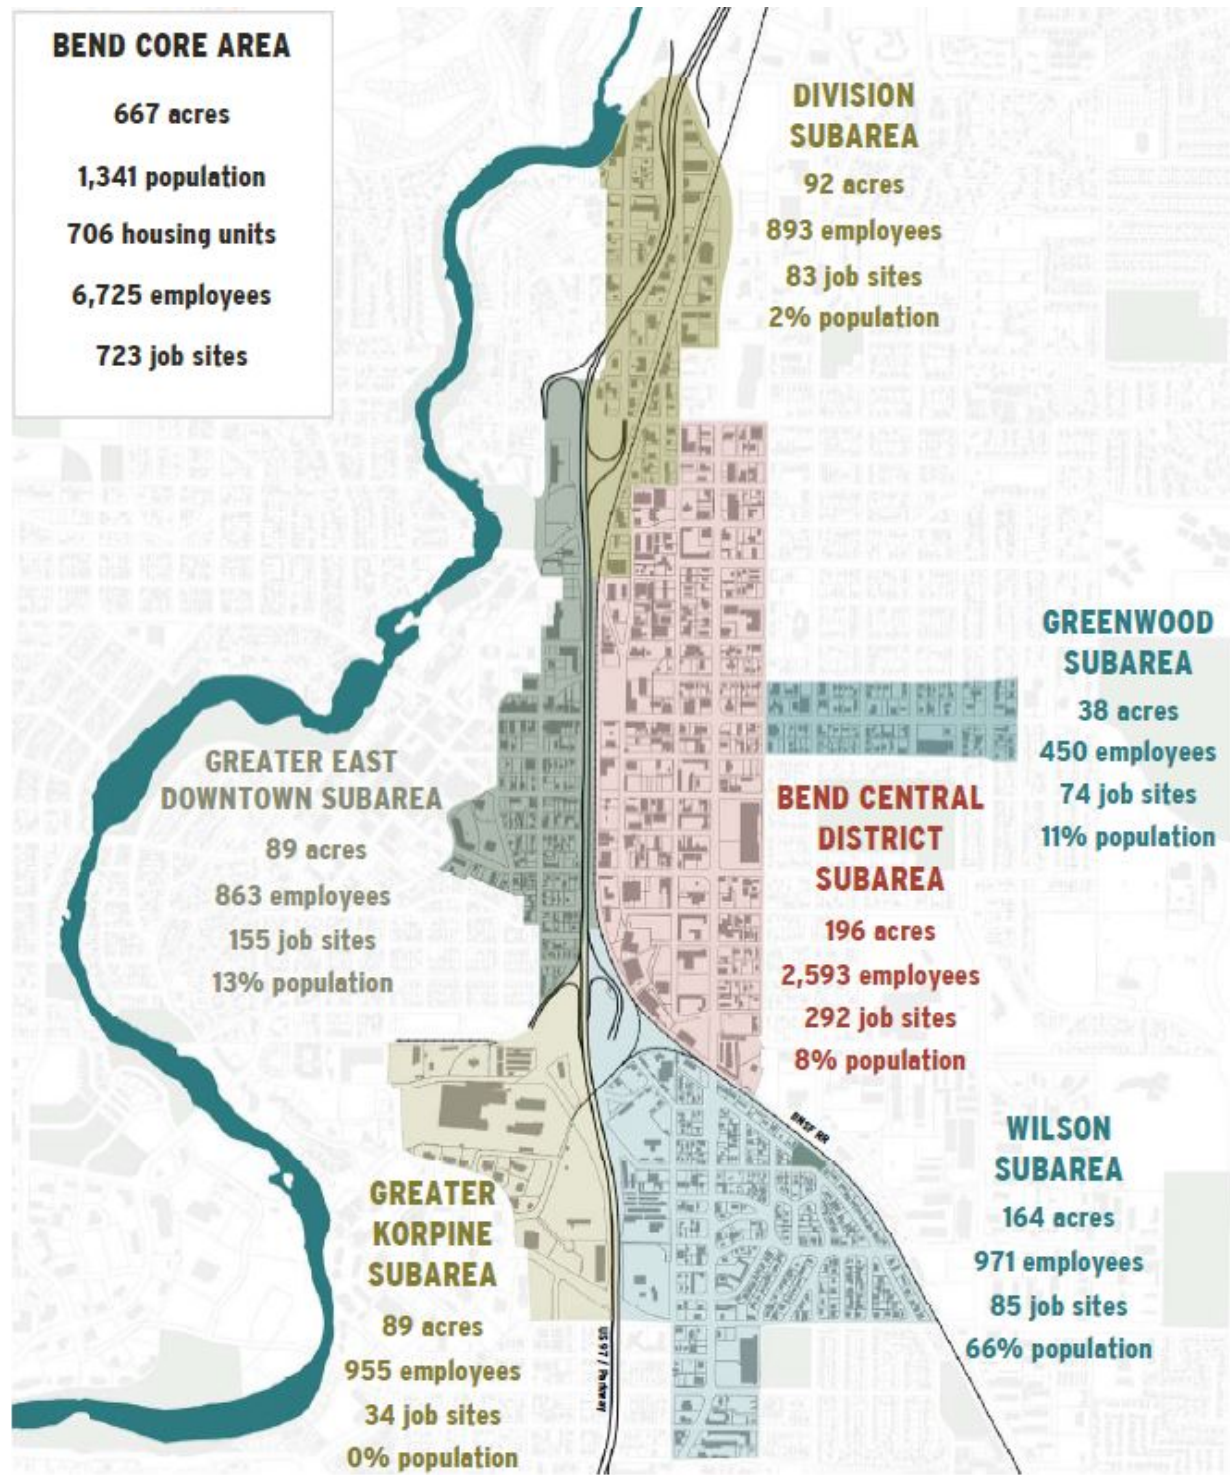 BEND CORE AREA
667 acres
1,341 population
706 housing units
6,725 employees
723 job sites
DIVISION
SUBAREA
92 acres
893 employees
83 job sites
2% population
GREENWOOD
SUBAREA
38 acres
450 employees
74 job sites
11% population
GREATER EAST
DOWNTOWN SUBAREA
89 acres
863 employees
155 job sites
13% population
BEND CENTRAL
DISTRICT
SUBAREA
196 acres
2,593 employees
292 job sites
8% population
BNSF RR
WILSON
SUBAREA
164 acres
971 employees
85 job sites
66% population
GREATER
KORPINE
SUBAREA
89 acres
955 employees
34 job sites
0% population
US 97 / Parkway